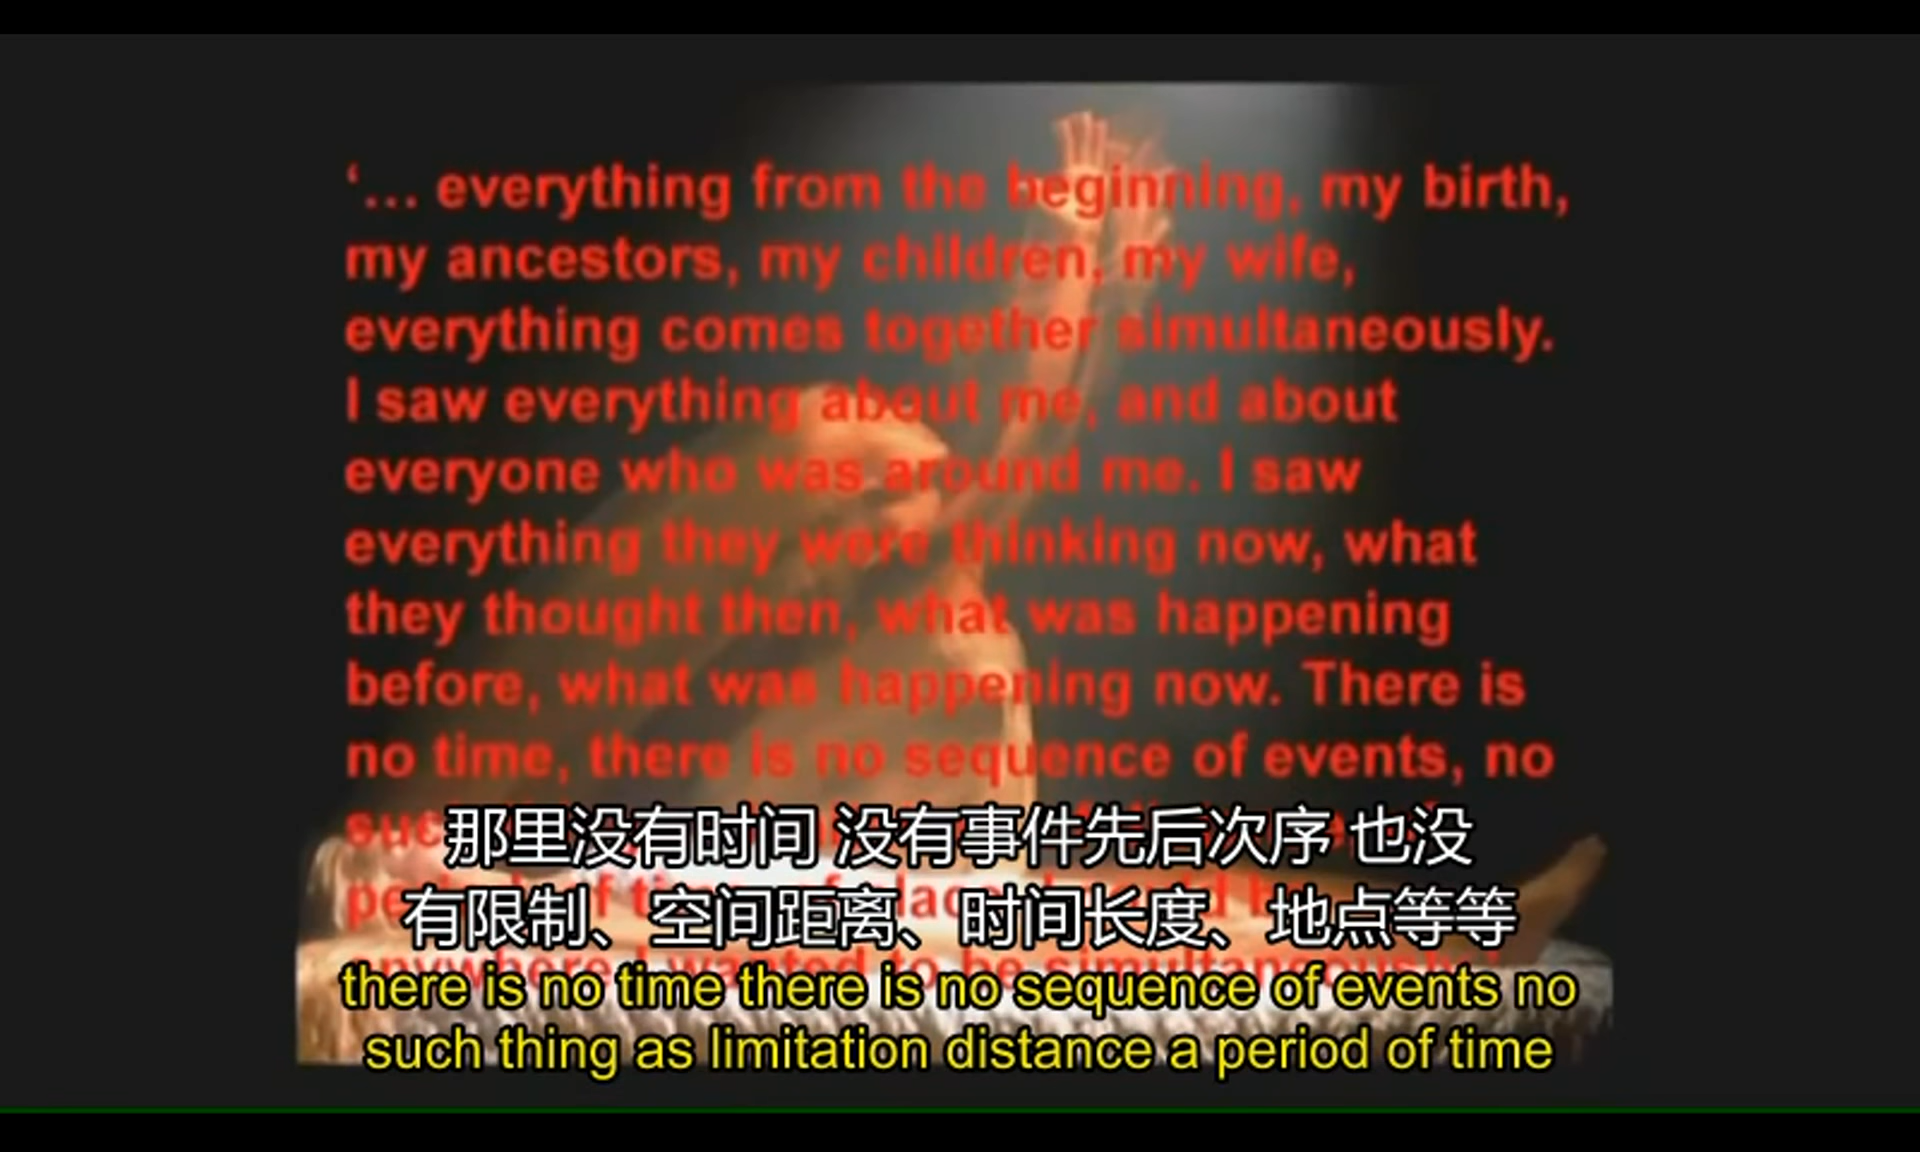 ‘... everything from the beginning, my birth,
my ancestors, my children, my wife,
everything comes together simultaneously.
I saw everything about me, and about
everyone who was around me. I saw
everything they were thinking now, what
they thought then, what was happening
before, what was happening now. There is
no time, there is no sequence of events, no
那里没有时间 没有事件先后次序 也没
有限制、空间距离、时间长度、地点等等
anywhere I wanted to be simultaneously.’
there is no time there is no sequence of events no
such thing as limitation distance a period of time